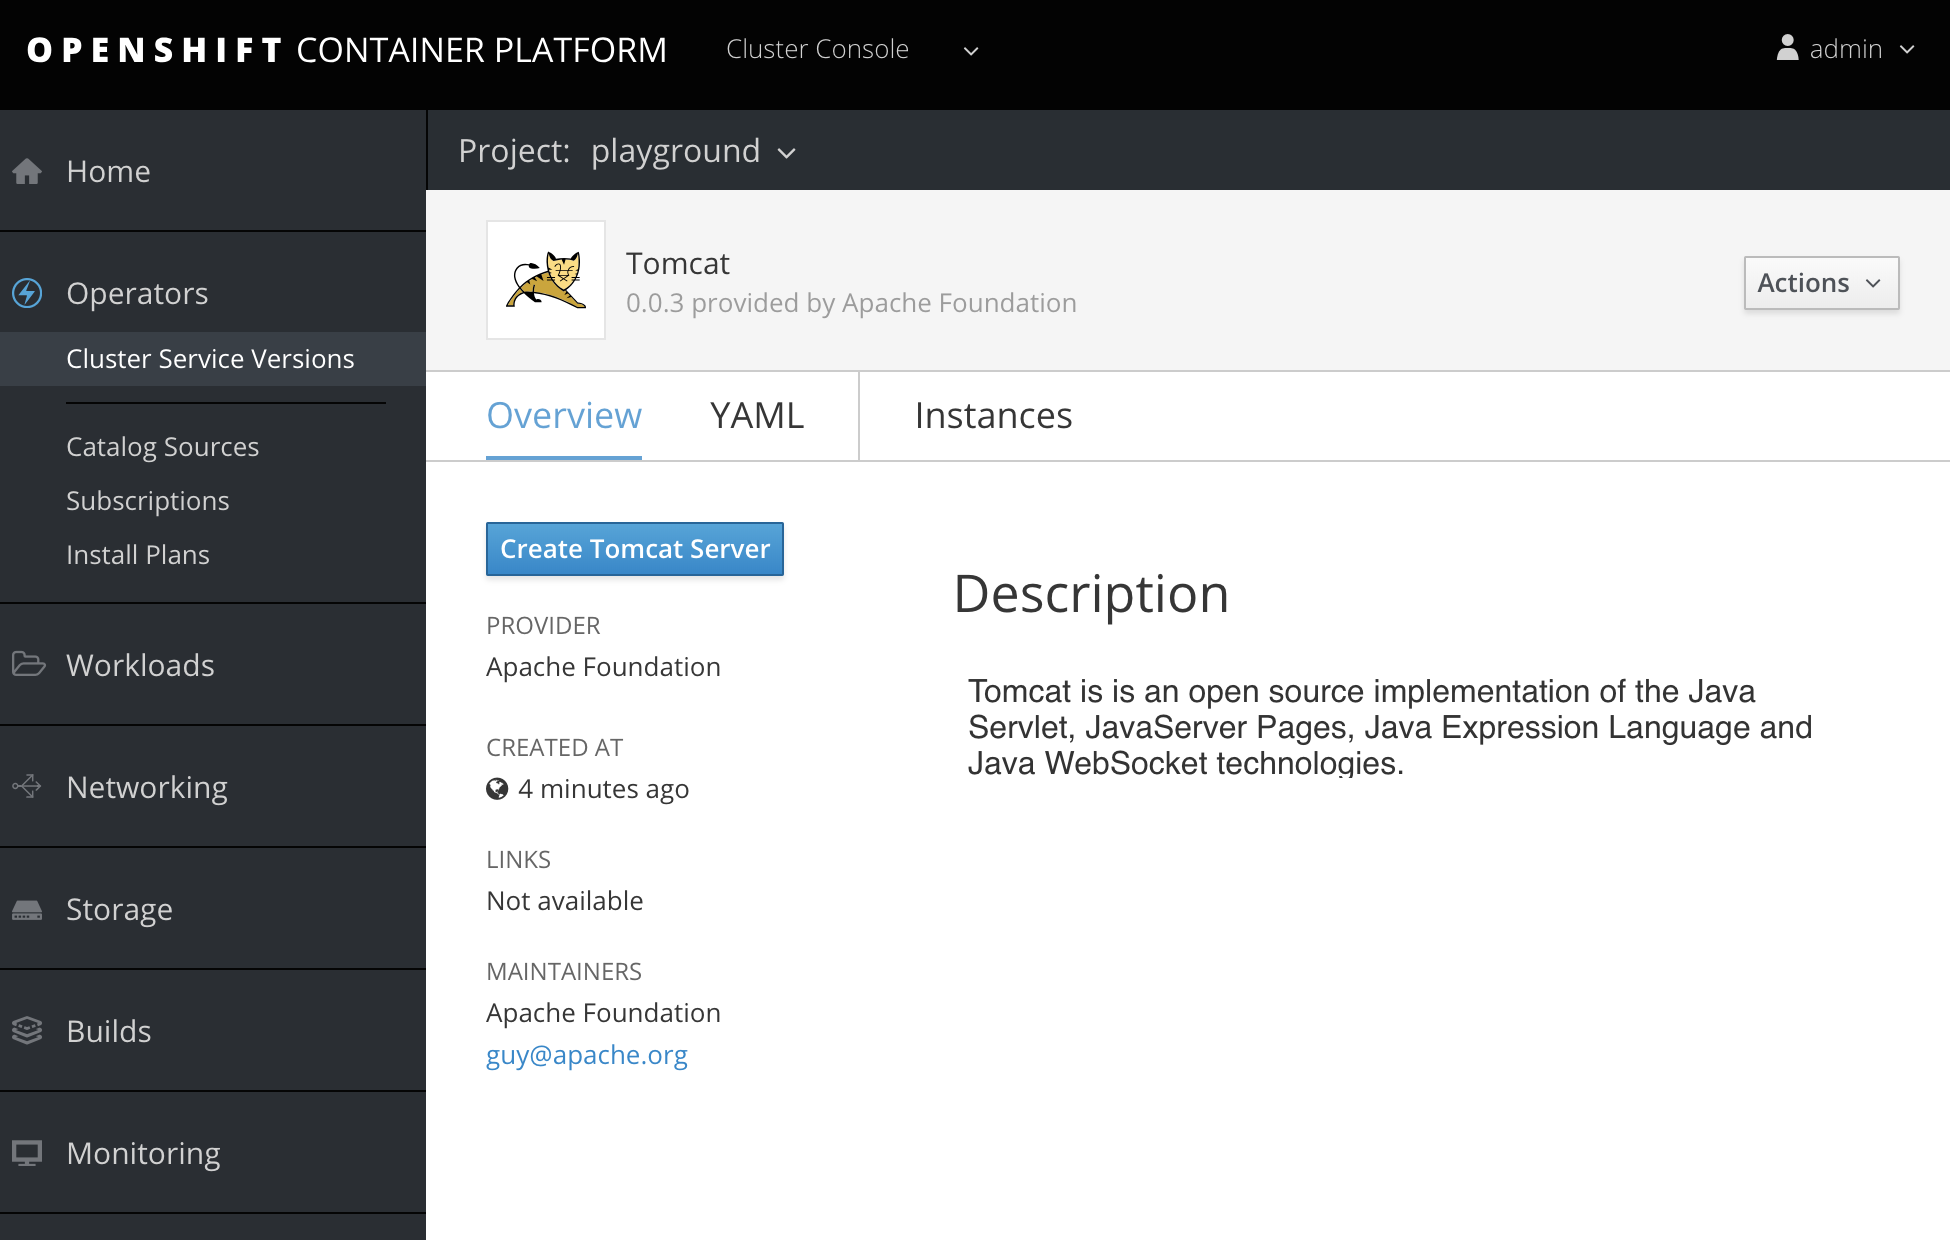 OPENSHIFT CONTAINER PLATFORM
Cluster Console
admin
Home
Operators
Cluster Service Versions
Catalog Sources
Subscriptions
Install Plans
Workloads
Networking
Storage
Builds
Monitoring
Project: playground
Tomcat
0.0.3 provided by Apache Foundation
Actions
Overview
YAML
Instances
Create Tomcat Server
PROVIDER
Apache Foundation
CREATED AT
4 minutes ago
LINKS
Not available
MAINTAINERS
Apache Foundation
guy@apache.org
Description
Tomcat is is an open source implementation of the Java
Servlet, JavaServer Pages, Java Expression Language and
Java WebSocket technologies.